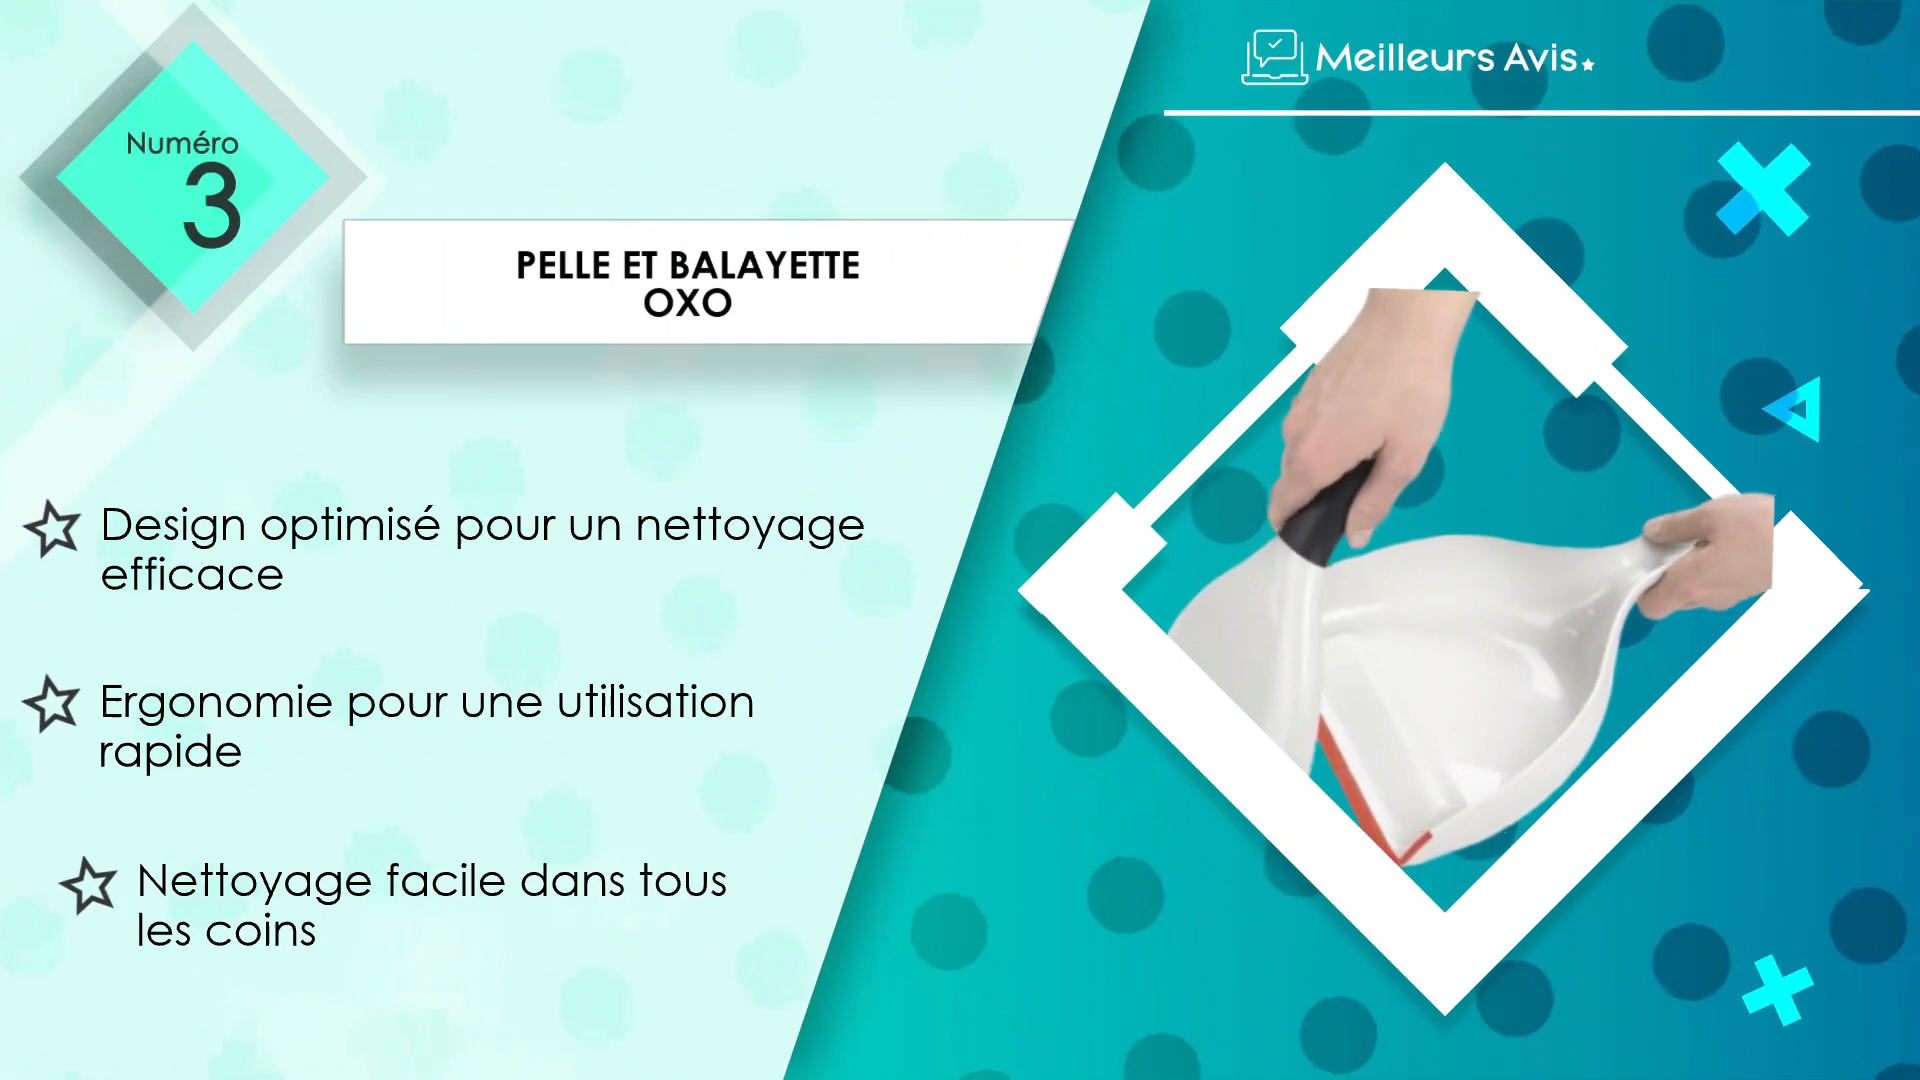 Numéro
3
Meilleurs Avis
PELLE ET BALAYETTE
OXO
Design optimisé pour un nettoyage
efficace
Ergonomie pour une utilisation
rapide
Nettoyage facile dans tous
les coins